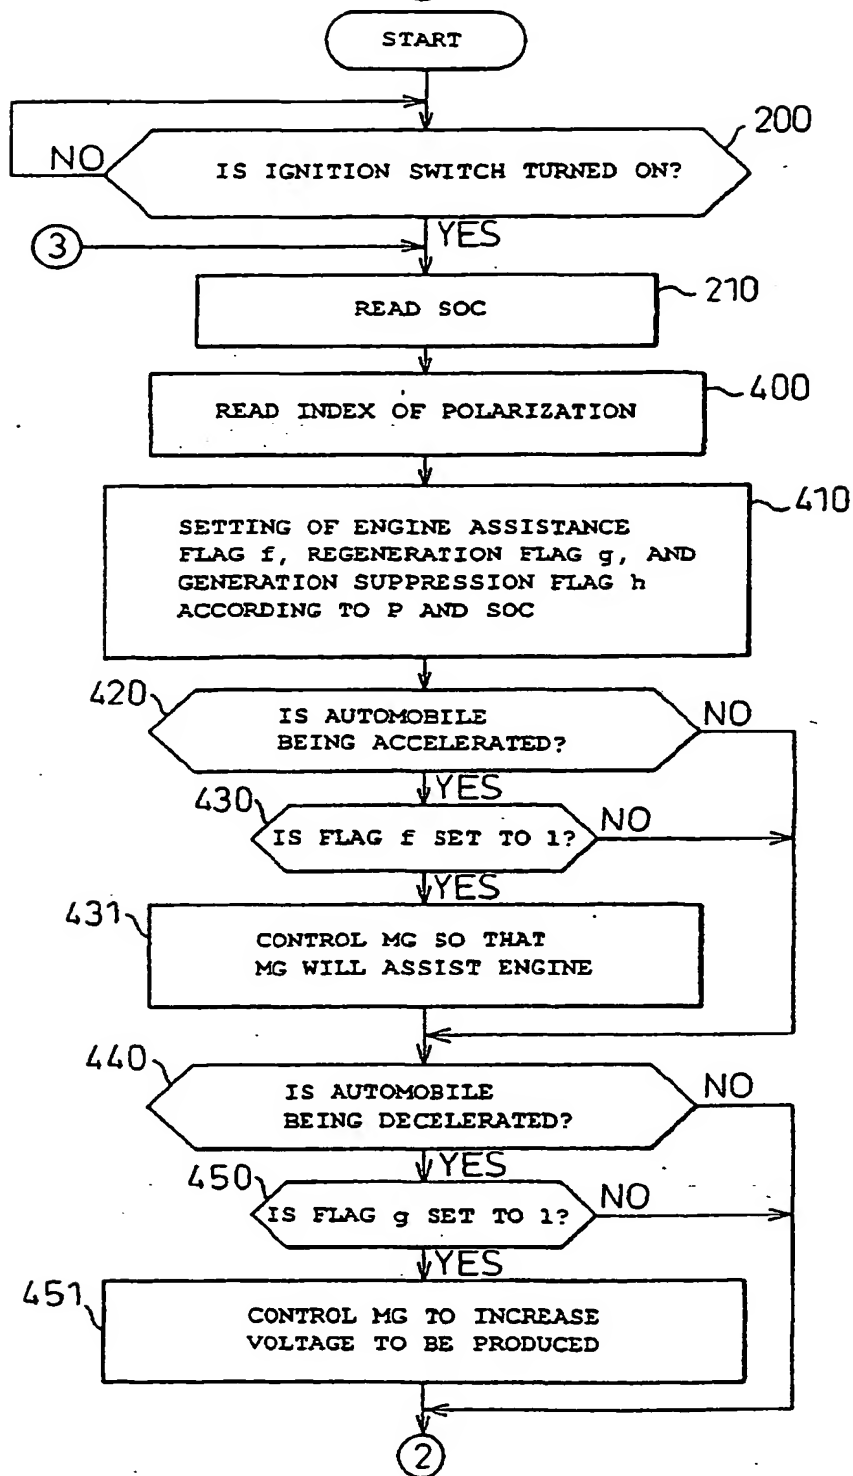 START
200
NO
IS IGNITION SWITCH TURNED ON?
YES
3
210
READ SOC
400
READ INDEX OF POLARIZATION
410
SETTING OF ENGINE ASSISTANCE
FLAG f, REGENERATION FLAG g, AND
GENERATION SUPPRESSION FLAG h
ACCORDING TO P AND SOC
420
IS AUTOMOBILE
BEING ACCELERATED?
NO
YES
430
IS FLAG f SET TO 1?
NO
YES
431
CONTROL MG SO THAT
MG WILL ASSIST ENGINE
440
IS AUTOMOBILE
BEING DECELERATED?
NO
YES
450
IS FLAG g SET TO 1?
NO
YES
451
CONTROL MG TO INCREASE
VOLTAGE TO BE PRODUCED
2